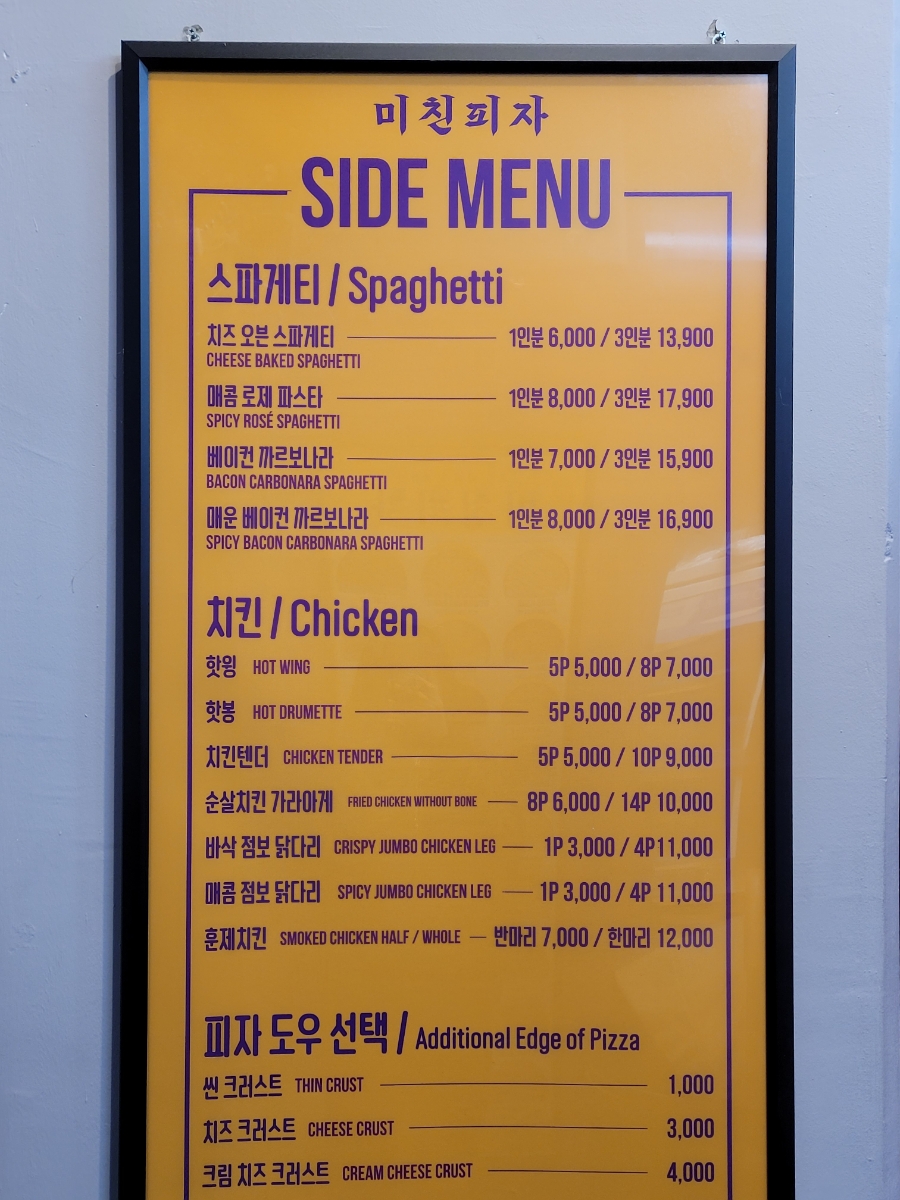 미친피자
SIDE MENU
스파게티 / Spaghetti
치즈 오븐 스파게티 1인분 6,000 / 3인분 13,900
CHEESE BAKED SPAGHETTI
매콤 로제 파스타 1인분 8,000 / 3인분 17,900
SPICY ROSÉ SPAGHETTI
베이컨 까르보나라 1인분 7,000 / 3인분 15,900
BACON CARBONARA SPAGHETTI
매운 베이컨 까르보나라 1인분 8,000 / 3인분 16,900
SPICY BACON CARBONARA SPAGHETTI
치킨 / Chicken
핫윙 HOT WING 5P 5,000 / 8P 7,000
핫봉 HOT DRUMETTE 5P 5,000 / 8P 7,000
치킨텐더 CHICKEN TENDER 5P 5,000 / 10P 9,000
순살치킨 가라아게 FRIED CHICKEN WITHOUT BONE 8P 6,000 / 14P 10,000
바삭 점보 닭다리 CRISPY JUMBO CHICKEN LEG 1P 3,000 / 4P11,000
매콤 점보 닭다리 SPICY JUMBO CHICKEN LEG 1P 3,000 / 4P 11,000
훈제치킨 SMOKED CHICKEN HALF / WHOLE 반마리 7,000 / 한마리 12,000
피자 도우 선택 / Additional Edge of Pizza
씬 크러스트 THIN CRUST 1,000
치즈 크러스트 CHEESE CRUST 3,000
크림 치즈 크러스트 CREAM CHEESE CRUST 4,000